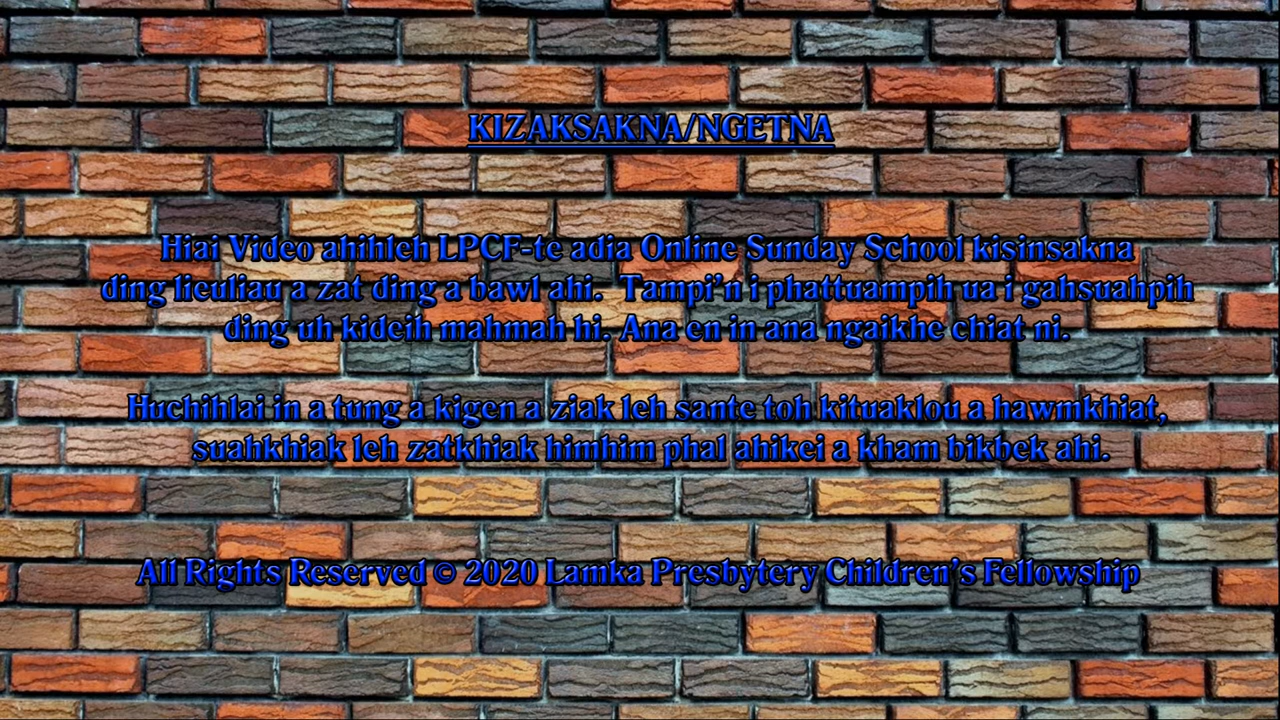 KIZAKSAKNA/NGETNA
Hiai Video ahihleh LPCF-te adia Online Sunday School kisinsakna
ding lieuliau a zat ding a bawl ahi. Tampi'n i phattuampih ua i gahsuahpih
ding uh kideih mahmah hi. Ana en in ana ngaikhe chiat ni.
Huchihlai in a tung a kigen a ziak leh sante toh kituaklou a hawmkhiat,
suahkhiak leh zatkhiak himhim phal ahikei a kham bikbek ahi.
All Rights Reserved © 2020 Lamka Presbytery Children's Fellowship